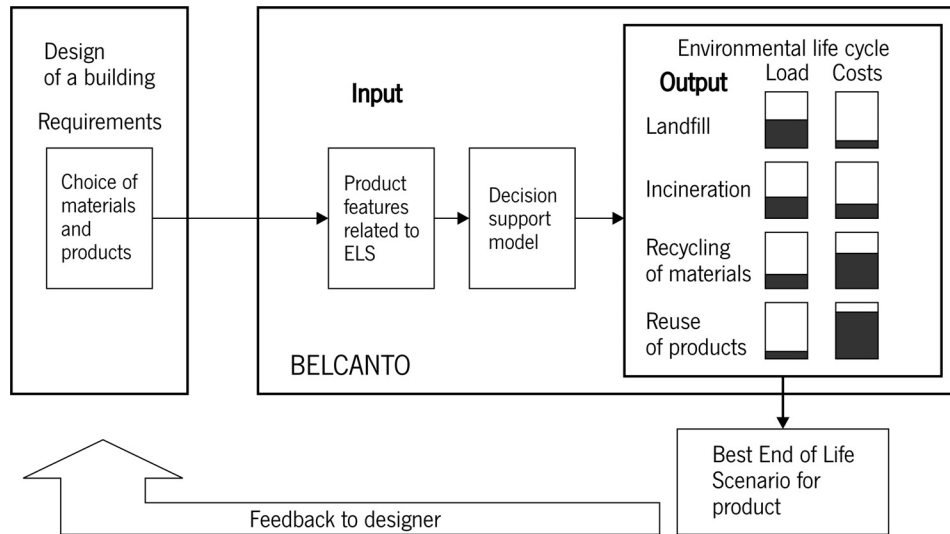 Design
of a building
Requirements
Choice of
materials
and
products
Input
Product
features
related to
ELS
Decision
support
model
BELCANTO
Environmental life cycle
Output
Load
Costs
Landfill
Incineration
Recycling
of materials
Reuse
of products
Best End of Life
Scenario for
product
Feedback to designer